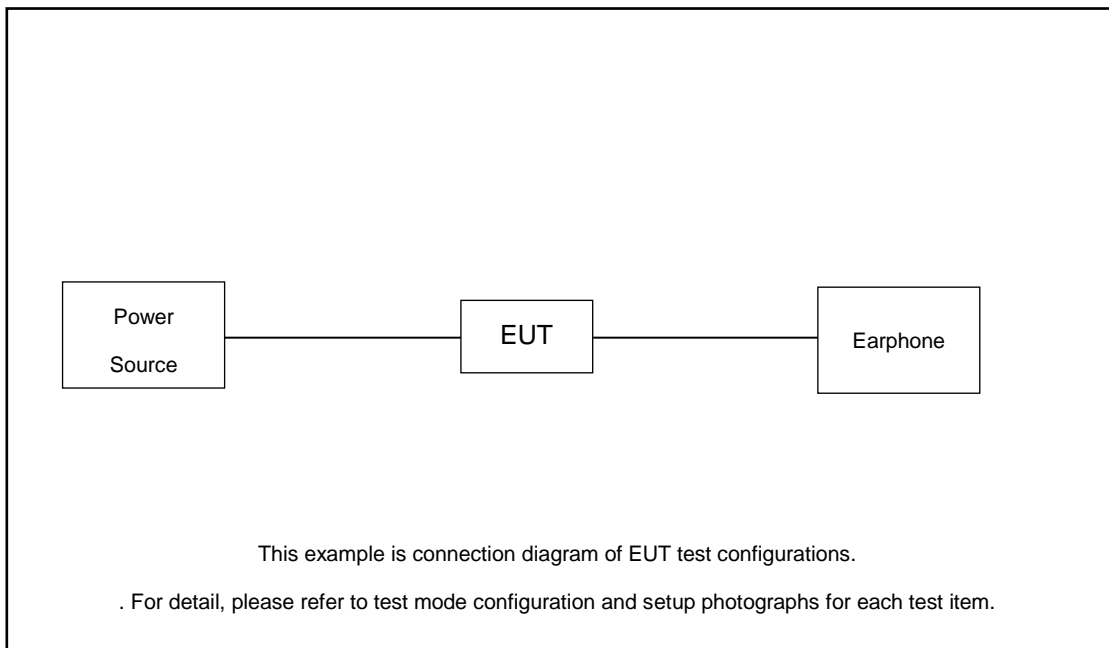 Power
Source
EUT
Earphone
This example is connection diagram of EUT test configurations.
. For detail, please refer to test mode configuration and setup photographs for each test item.